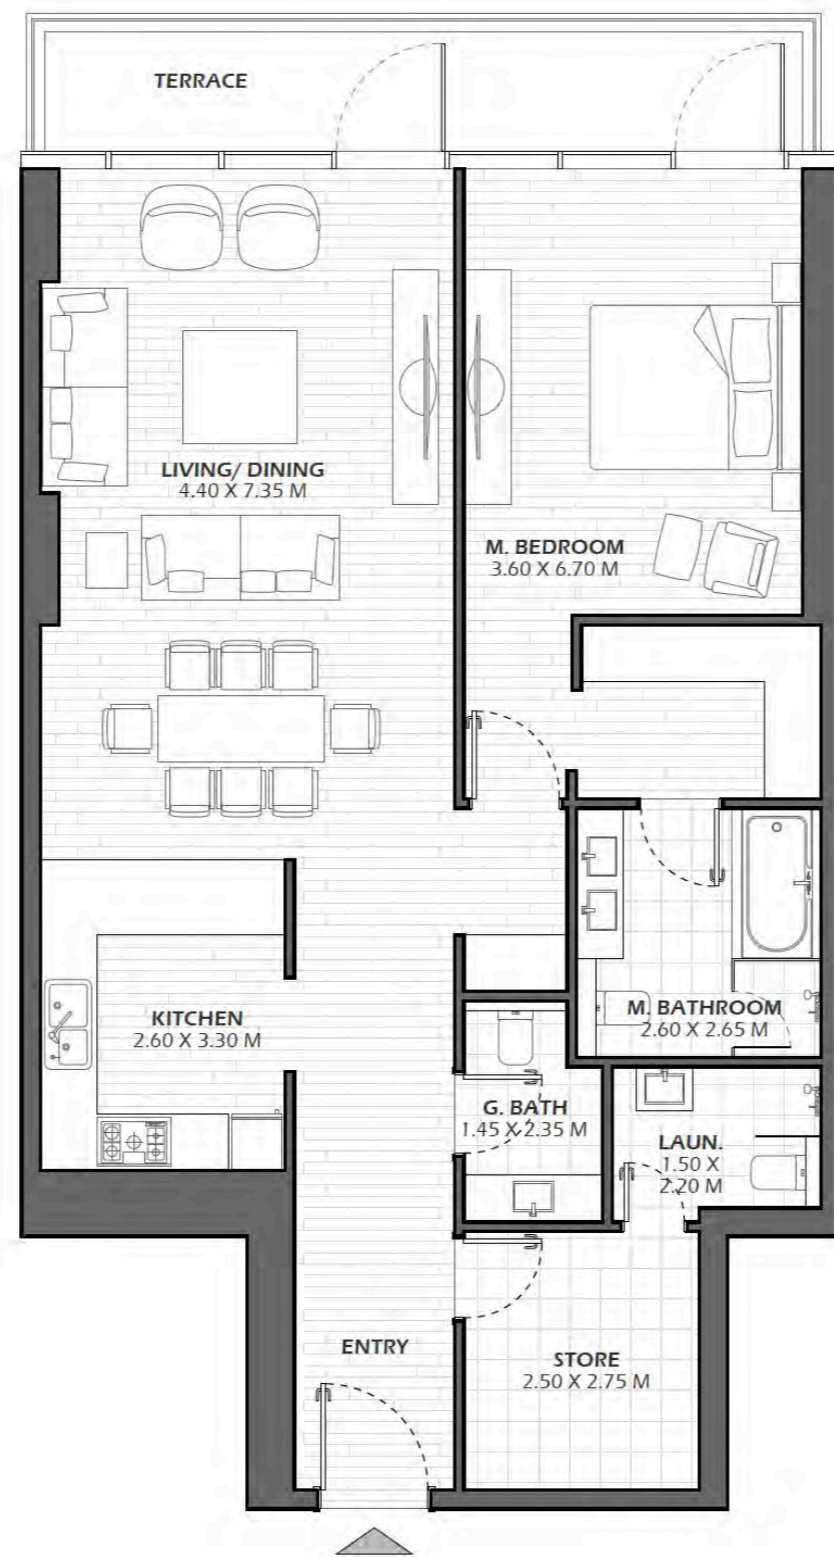 TERRACE
LIVING/ DINING
4.40 X 7.35 M
M. BEDROOM
3.60 X 6.70 M
KITCHEN
2.60 X 3.30 M
M. BATHROOM
2.60 X 2.65 M
G. BATH
1.45 X 2.35 M
LAUN.
1.50 X
2.20 M
ENTRY
STORE
2.50 X 2.75 M